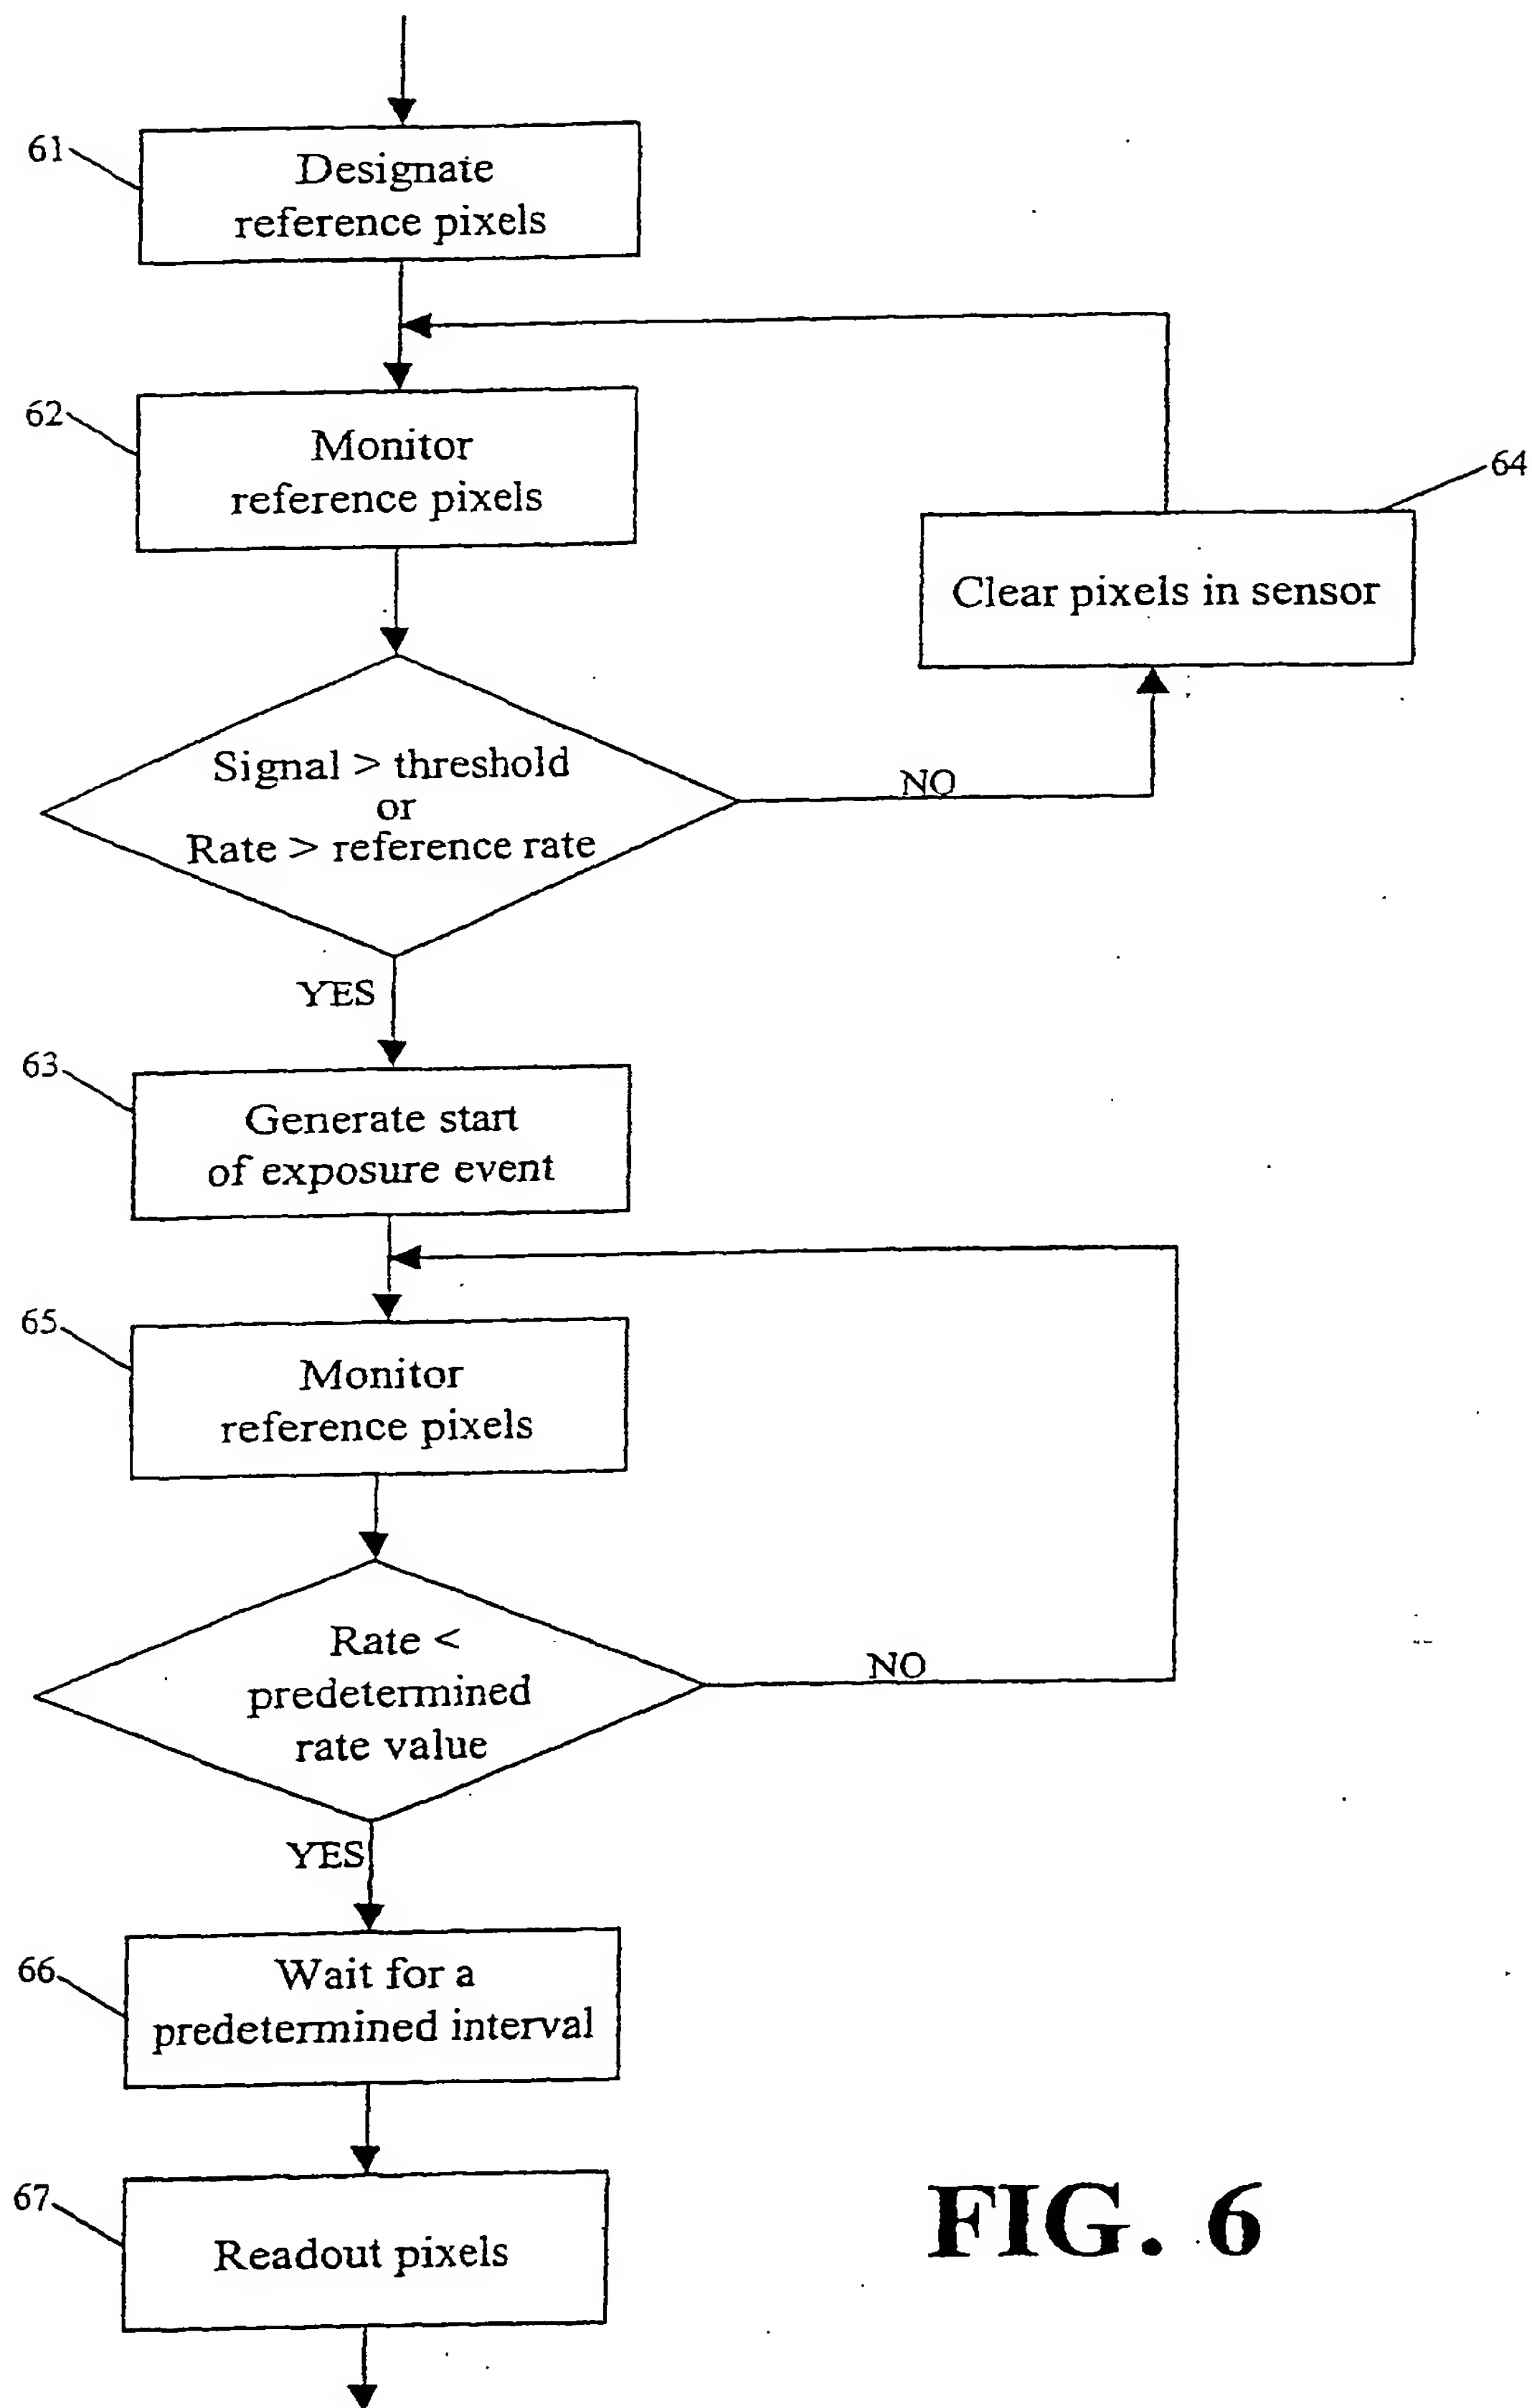 61
Designate
reference pixels
62
Monitor
reference pixels
64
Clear pixels in sensor
Signal > threshold
or
Rate > reference rate
NO
YES
63
Generate start
of exposure event
65
Monitor
reference pixels
Rate <
predetermined
rate value
NO
YES
66
Wait for a
predetermined interval
67
Readout pixels
FIG. 6